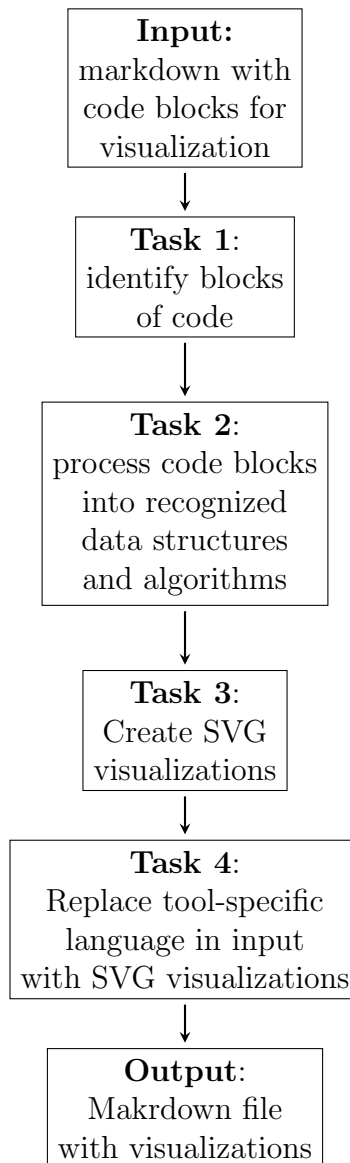 Input:
markdown with
code blocks for
visualization
Task 1:
identify blocks
of code
Task 2:
process code blocks
into recognized
data structures
and algorithms
Task 3:
Create SVG
visualizations
Task 4:
Replace tool-specific
language in input
with SVG visualizations
Output:
Makrdown file
with visualizations